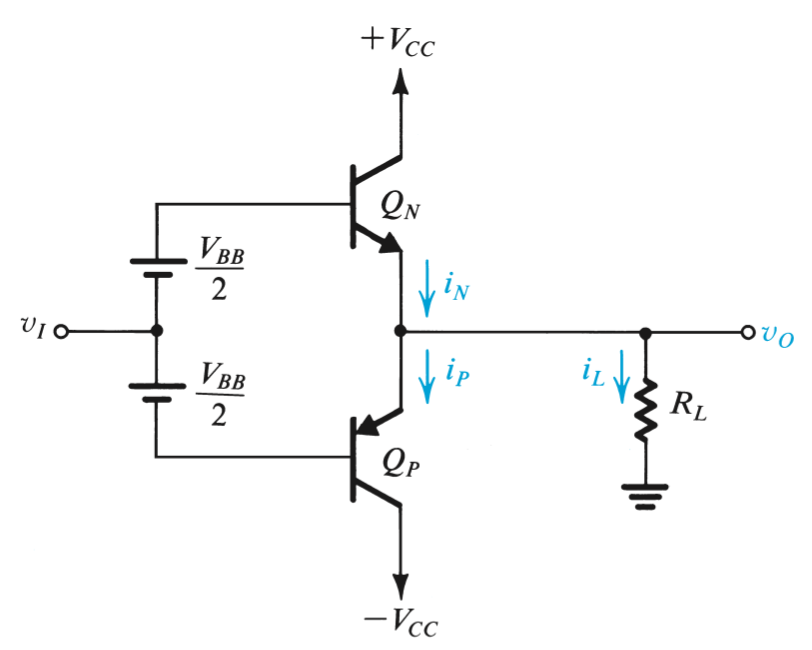 +V_CC
Q_N
V_BB
2
i_N
v_I
v_O
V_BB
2
i_P
i_L
R_L
Q_P
−V_CC